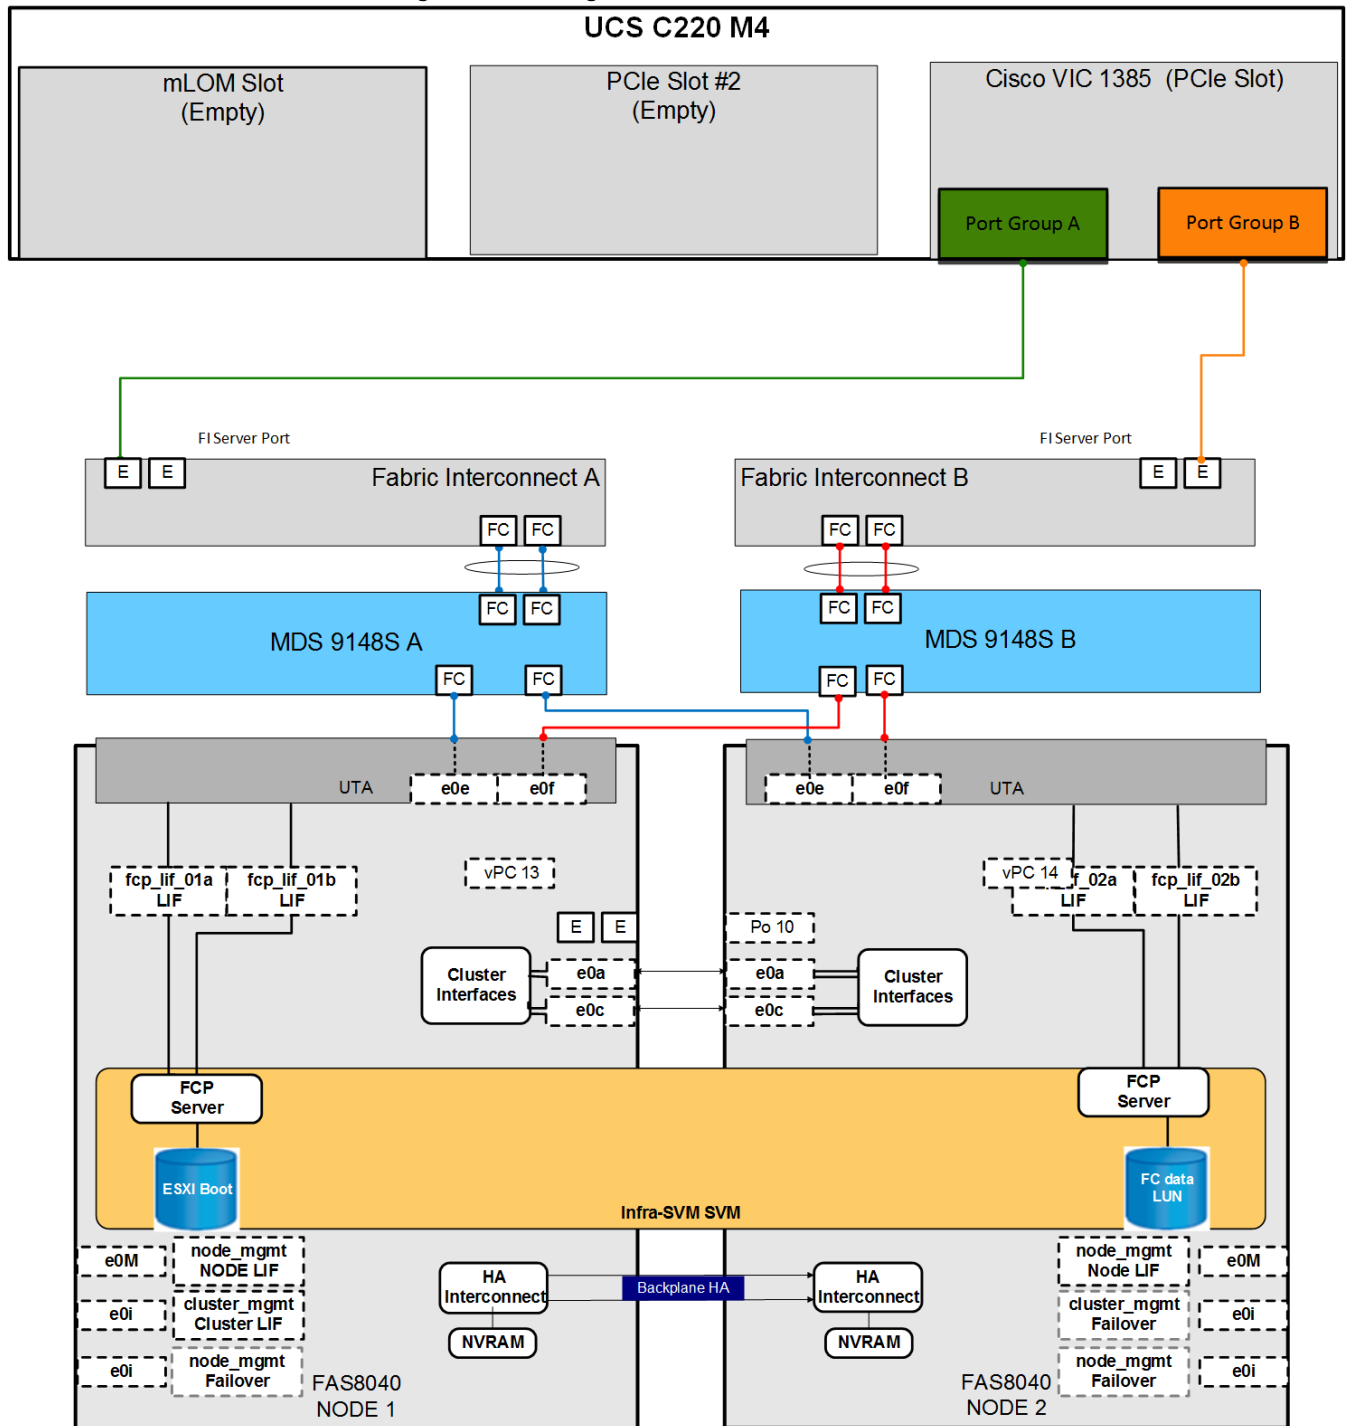 UCS C220 M4
mLOM Slot
(Empty)
PCIe Slot #2
(Empty)
Cisco VIC 1385 (PCIe Slot)
Port Group A
Port Group B
FI Server Port
FI Server Port
E
E
Fabric Interconnect A
FC
FC
Fabric Interconnect B
E
E
FC
FC
FC
FC
MDS 9148S A
FC
FC
FC
FC
MDS 9148S B
FC
FC
UTA
e0e
e0f
e0e
e0f
UTA
fcp_lif_01a
LIF
fcp_lif_01b
LIF
vPC 13
vPC 14
f_02a
LIF
fcp_lif_02b
LIF
E
E
Po 10
Cluster
Interfaces
e0a
e0c
e0a
e0c
Cluster
Interfaces
FCP
Server
FCP
Server
ESXI Boot
FC data
LUN
Infra-SVM SVM
e0M
node_mgmt
NODE LIF
e0i
cluster_mgmt
Cluster LIF
e0i
node_mgmt
Failover
HA
Interconnect
NVRAM
Backplane HA
HA
Interconnect
NVRAM
node_mgmt
Node LIF
e0M
cluster_mgmt
Failover
e0i
node_mgmt
Failover
e0i
FAS8040
NODE 1
FAS8040
NODE 2